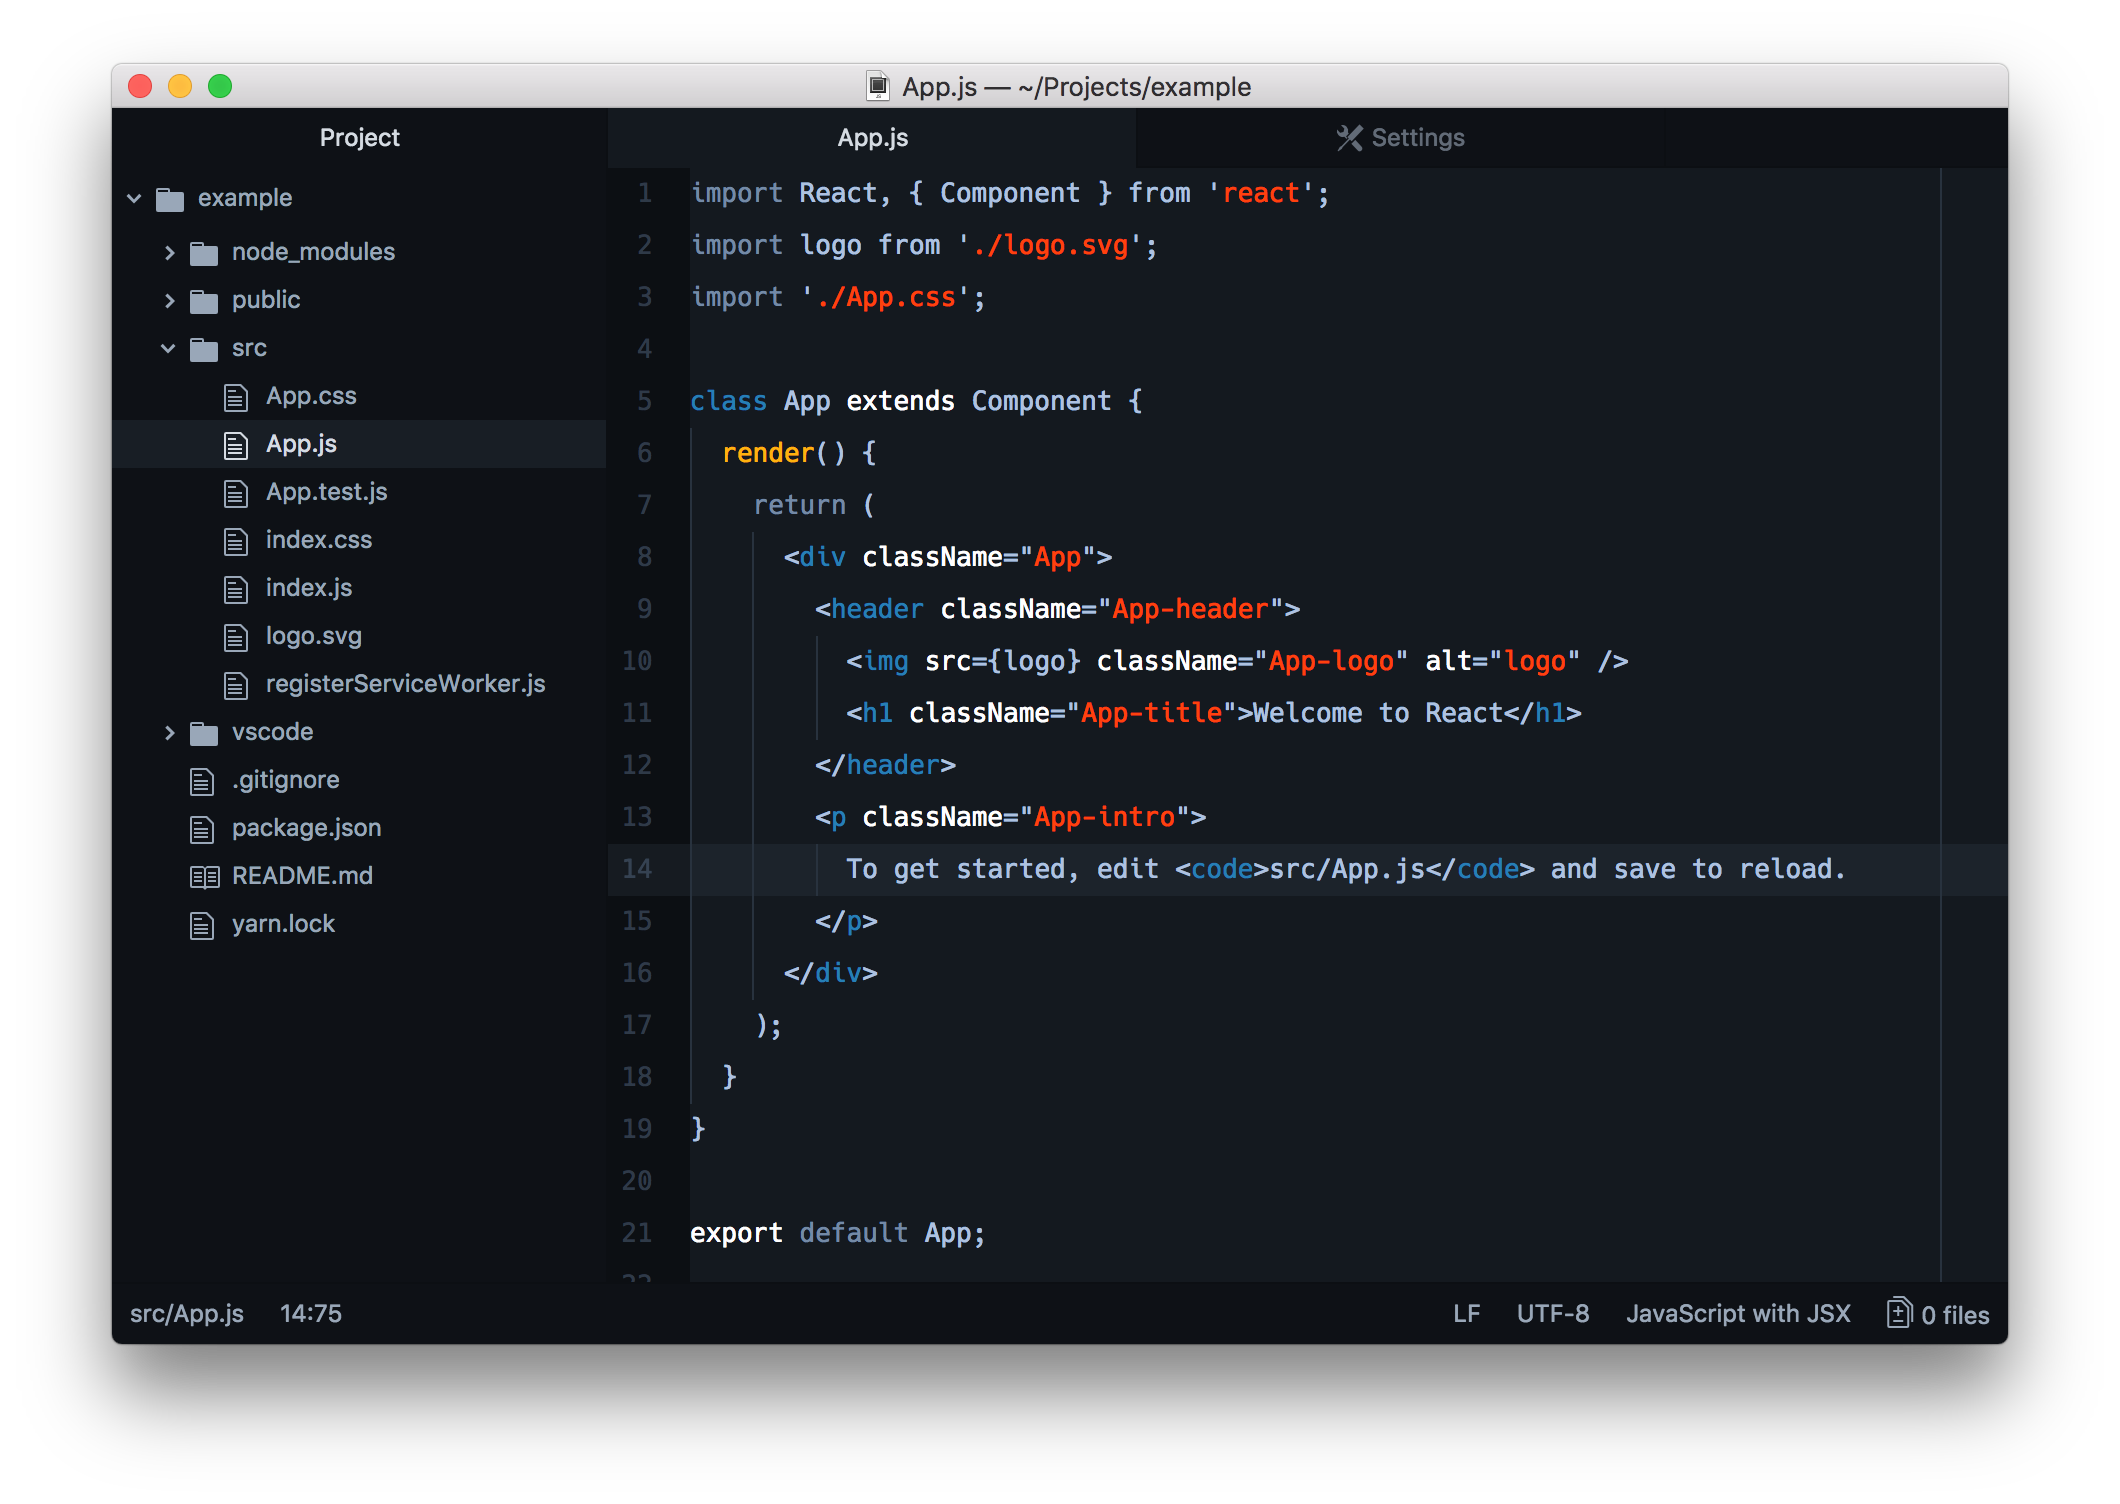 App.js — ~/Projects/example
Project
App.js
Settings
example
node_modules
public
src
App.css
App.js
App.test.js
index.css
index.js
logo.svg
registerServiceWorker.js
vscode
.gitignore
package.json
README.md
yarn.lock
1 import React, { Component } from 'react';
2 import logo from './logo.svg';
3 import './App.css';
4
5 class App extends Component {
6   render() {
7     return (
8       <div className="App">
9         <header className="App-header">
10           <img src={logo} className="App-logo" alt="logo" />
11           <h1 className="App-title">Welcome to React</h1>
12         </header>
13         <p className="App-intro">
14           To get started, edit <code>src/App.js</code> and save to reload.
15         </p>
16       </div>
17     );
18   }
19 }
20
21 export default App;
22
src/App.js 14:75
LF UTF-8 JavaScript with JSX 0 files